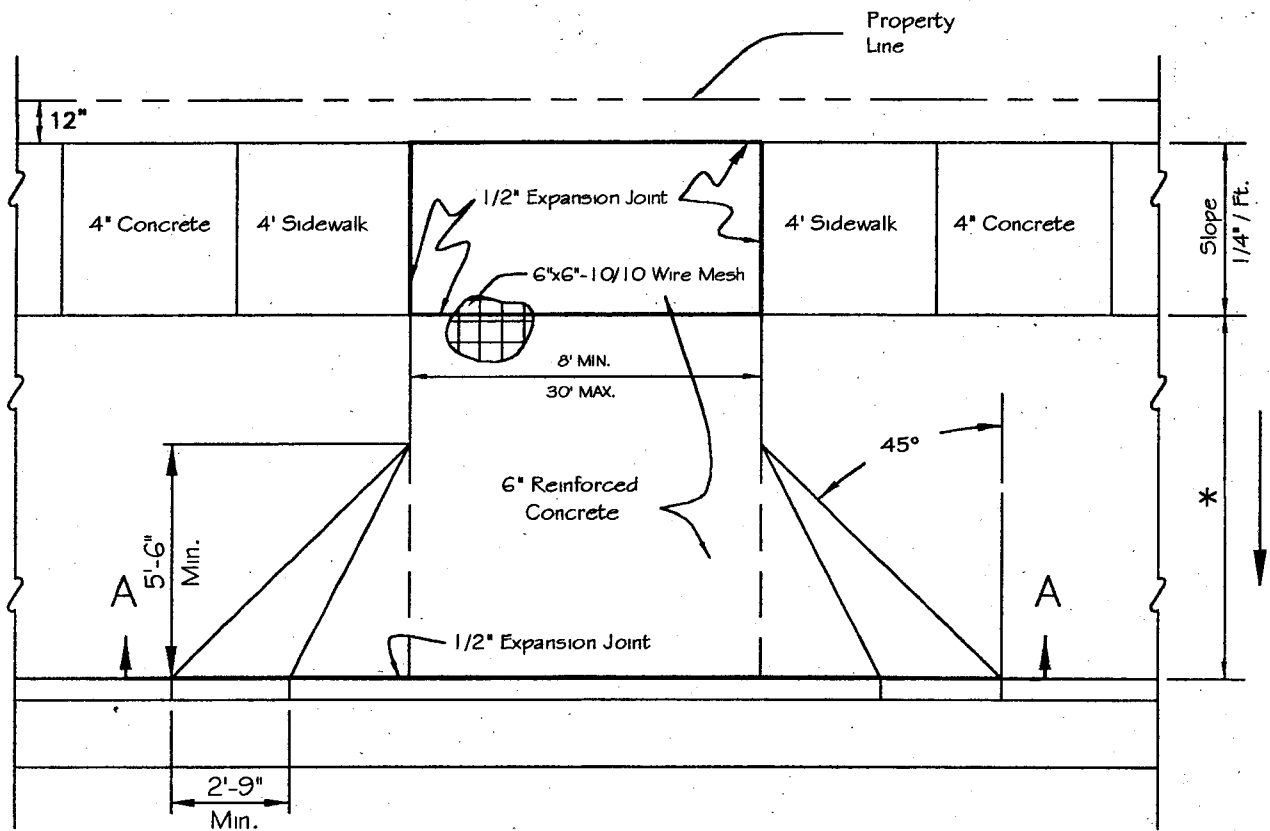 Property
Line
12"
1/2" Expansion Joint
4" Concrete
4' Sidewalk
4' Sidewalk
4" Concrete
Slope
1/4" / Ft.
6"x6"-10/10 Wire Mesh
8' MIN.
30' MAX.
45°
6" Reinforced
Concrete
*
5'-6"
Min.
A
A
1/2" Expansion Joint
2'-9"
Min.